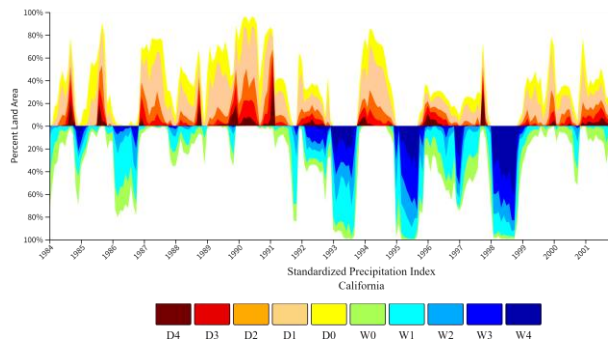 100%
80%
60%
40%
20%
0%
20%
40%
60%
80%
100%
Percent Land Area
1984 1985 1986 1987 1988 1989 1990 1991 1992 1993 1994 1995 1996 1997 1998 1999 2000 2001
Standardized Precipitation Index
California
D4 D3 D2 D1 D0 W0 W1 W2 W3 W4